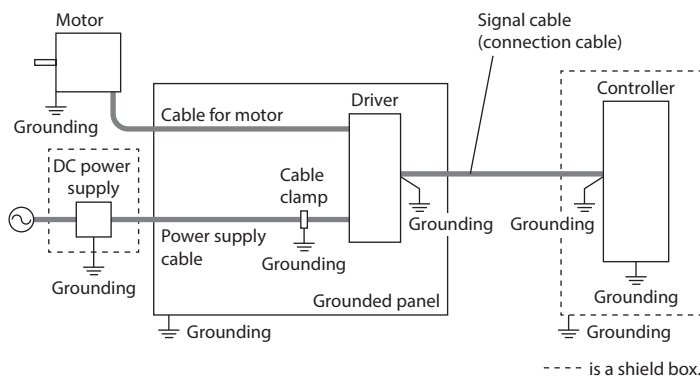 Motor
Signal cable
(connection cable)
Grounding
Cable for motor
Driver
Controller
DC power
supply
Cable
clamp
Grounding
Grounding
Power supply
cable
Grounding
Grounding
Grounding
Grounded panel
Grounding
Grounding
is a shield box.